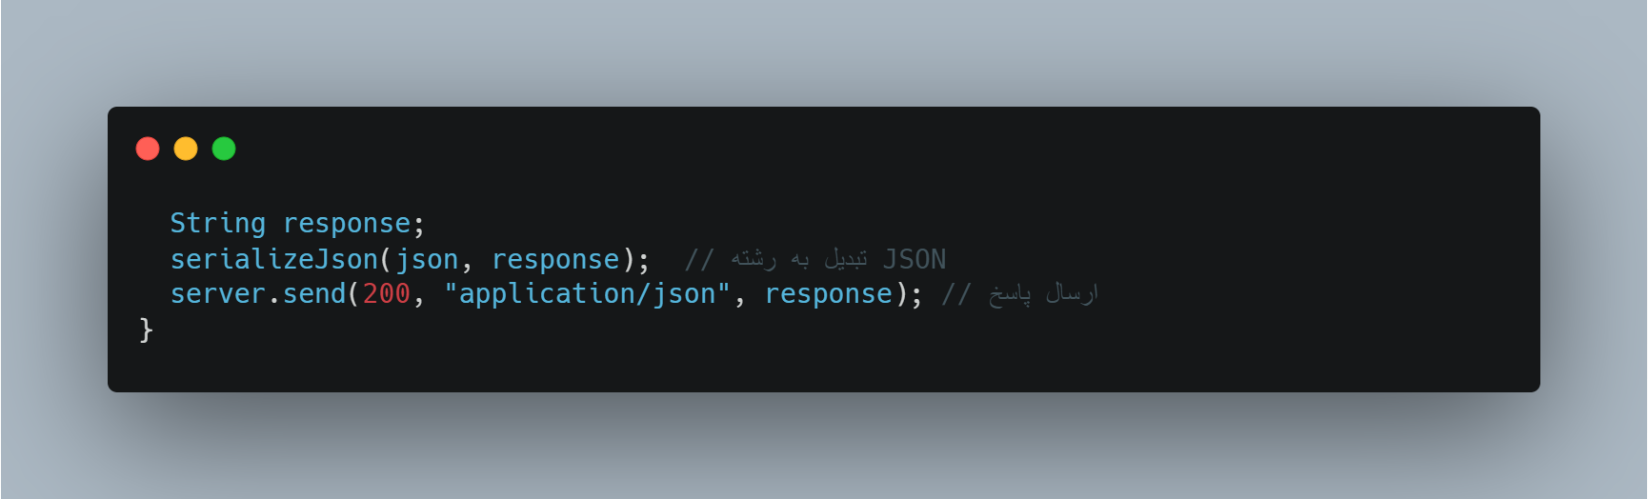 String response;
serializeJson(json, response);  // تبدیل به رشته JSON
server.send(200, "application/json", response); // ارسال پاسخ
}